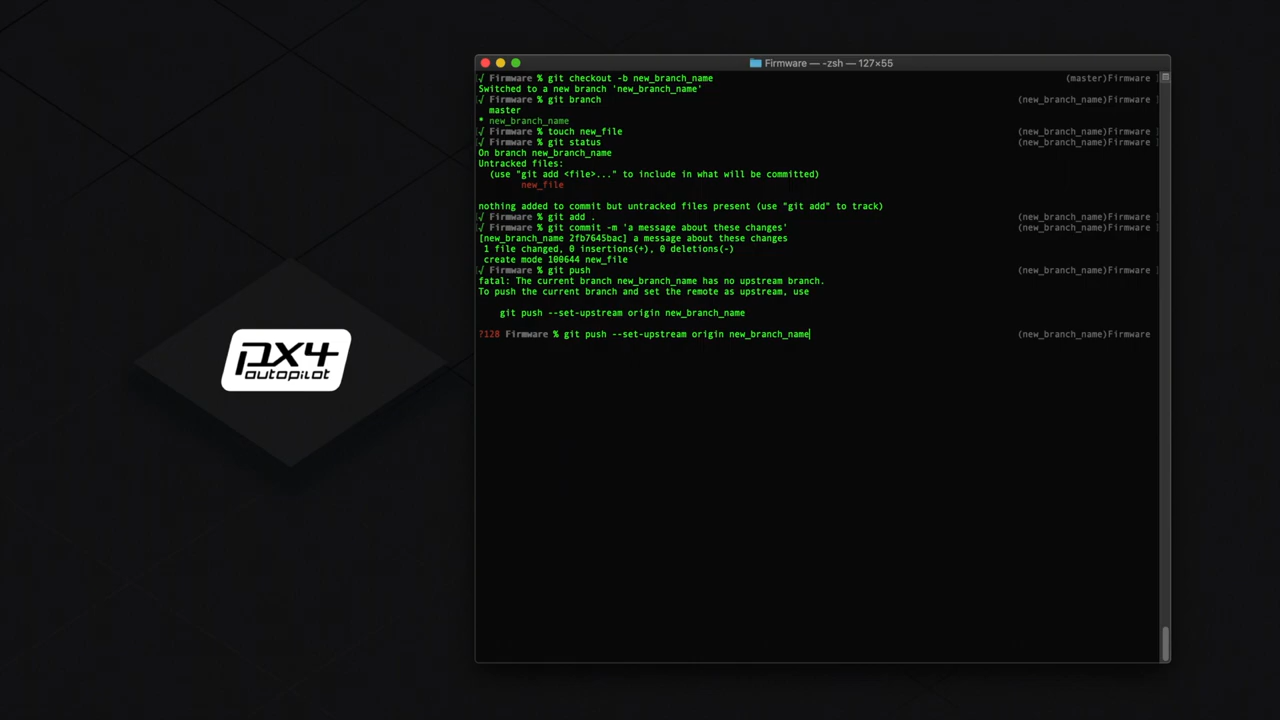 PX4
autopilot
Firmware — -zsh — 127×55
√ Firmware % git checkout -b new_branch_name (master)Firmware
Switched to a new branch 'new_branch_name'
√ Firmware % git branch (new_branch_name)Firmware
master
* new_branch_name
√ Firmware % touch new_file (new_branch_name)Firmware
√ Firmware % git status (new_branch_name)Firmware
On branch new_branch_name
Untracked files:
(use "git add <file>..." to include in what will be committed)
new_file
nothing added to commit but untracked files present (use "git add" to track)
√ Firmware % git add . (new_branch_name)Firmware
√ Firmware % git commit -m 'a message about these changes' (new_branch_name)Firmware
[new_branch_name 2fb7645bac] a message about these changes
1 file changed, 0 insertions(+), 0 deletions(-)
create mode 100644 new_file
√ Firmware % git push (new_branch_name)Firmware
fatal: The current branch new_branch_name has no upstream branch.
To push the current branch and set the remote as upstream, use
git push --set-upstream origin new_branch_name
?128 Firmware % git push --set-upstream origin new_branch_name (new_branch_name)Firmware